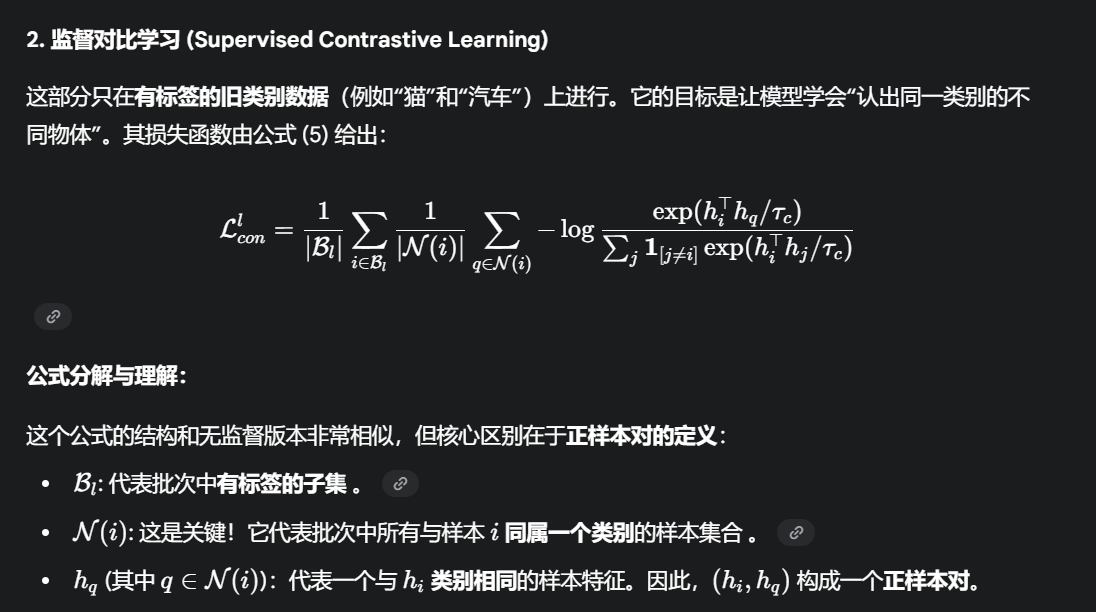 2. 监督对比学习 (Supervised Contrastive Learning)
这部分只在有标签的旧类别数据（例如“猫”和“汽车”）上进行。它的目标是让模型学会“认出同一类别的不
同物体”。其损失函数由公式 (5) 给出：
$\mathcal{L}_{con}^{l} = \frac{1}{|\mathcal{B}_l|} \sum_{i \in \mathcal{B}_l} \frac{1}{|\mathcal{N}(i)|} \sum_{q \in \mathcal{N}(i)} -\log \frac{\exp(h_i^\top h_q / \tau_c)}{\sum_j \mathbf{1}_{[j \neq i]} \exp(h_i^\top h_j / \tau_c)}$
公式分解与理解：
这个公式的结构和无监督版本非常相似，但核心区别在于正样本对的定义：
• $\mathcal{B}_l$: 代表批次中有标签的子集 。
• $\mathcal{N}(i)$: 这是关键！它代表批次中所有与样本 $i$ 同属一个类别的样本集合 。
• $h_q$ (其中 $q \in \mathcal{N}(i)$)：代表一个与 $h_i$ 类别相同的样本特征。因此，$(h_i, h_q)$ 构成一个正样本对。